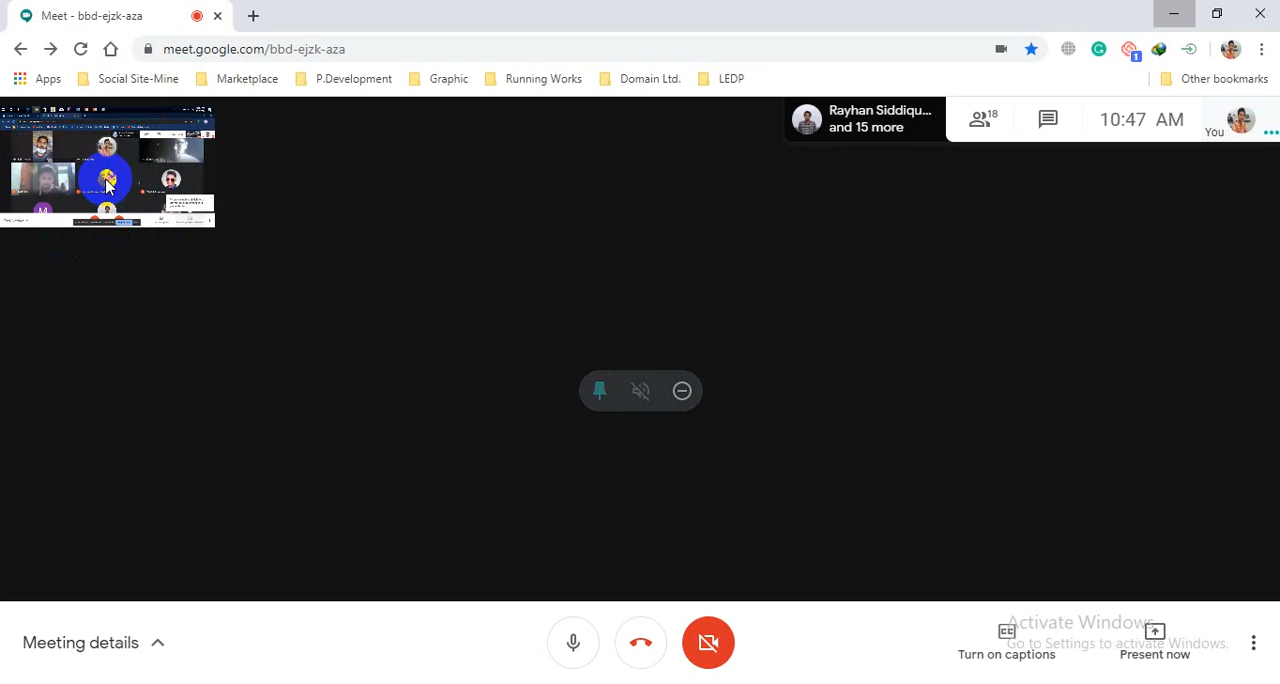 Meet - bbd-ejzk-aza
meet.google.com/bbd-ejzk-aza
1
Apps
Social Site-Mine
Marketplace
P.Development
Graphic
Running Works
Domain Ltd.
LEDP
Other bookmarks
Rayhan Siddiqu...
and 15 more
18
10:47 AM
You
M
Meeting details
CC
Turn on captions
Present now
Activate Windows
Go to Settings to activate Windows.